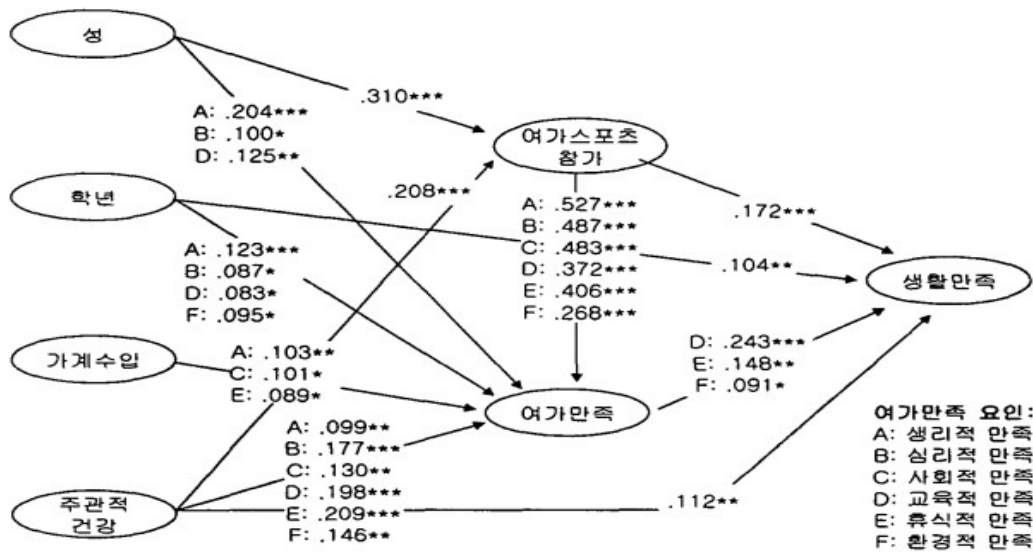 성
.310***
A: .204***
B: .100*
D: .125**
여가스포츠
참가
학년
.208***
A: .527***
B: .487***
C: .483***
D: .372***
E: .406***
F: .268***
.172***
A: .123***
B: .087*
D: .083*
F: .095*
.104**
생활만족
가계수입
A: .103**
C: .101*
E: .089*
D: .243***
E: .148**
F: .091*
여가만족
A: .099**
B: .177***
C: .130**
D: .198***
E: .209***
F: .146**
주관적
건강
.112**
여가만족 요인:
A: 생리적 만족
B: 심리적 만족
C: 사회적 만족
D: 교육적 만족
E: 휴식적 만족
F: 환경적 만족